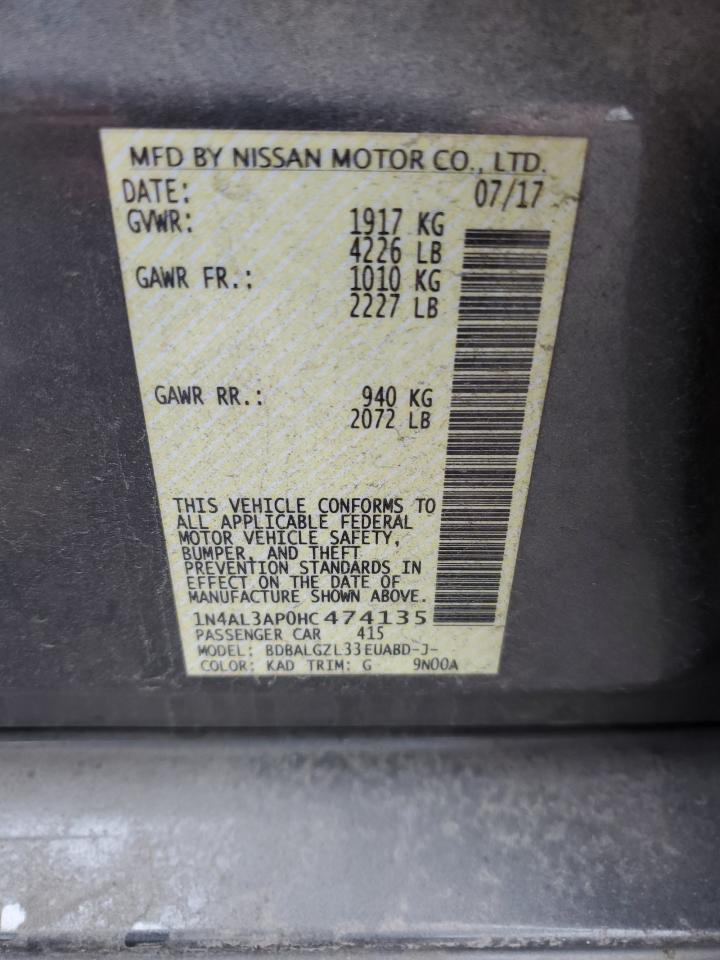 MFD BY NISSAN MOTOR CO., LTD.
DATE: 07/17
GVWR: 1917 KG
4226 LB
GAWR FR.: 1010 KG
2227 LB
GAWR RR.: 940 KG
2072 LB
THIS VEHICLE CONFORMS TO
ALL APPLICABLE FEDERAL
MOTOR VEHICLE SAFETY,
BUMPER, AND THEFT
PREVENTION STANDARDS IN
EFFECT ON THE DATE OF
MANUFACTURE SHOWN ABOVE.
1N4AL3AP0HC474135
PASSENGER CAR 415
MODEL: BDBALGZL33EUABD-J-
COLOR: KAD TRIM: G 9N00A